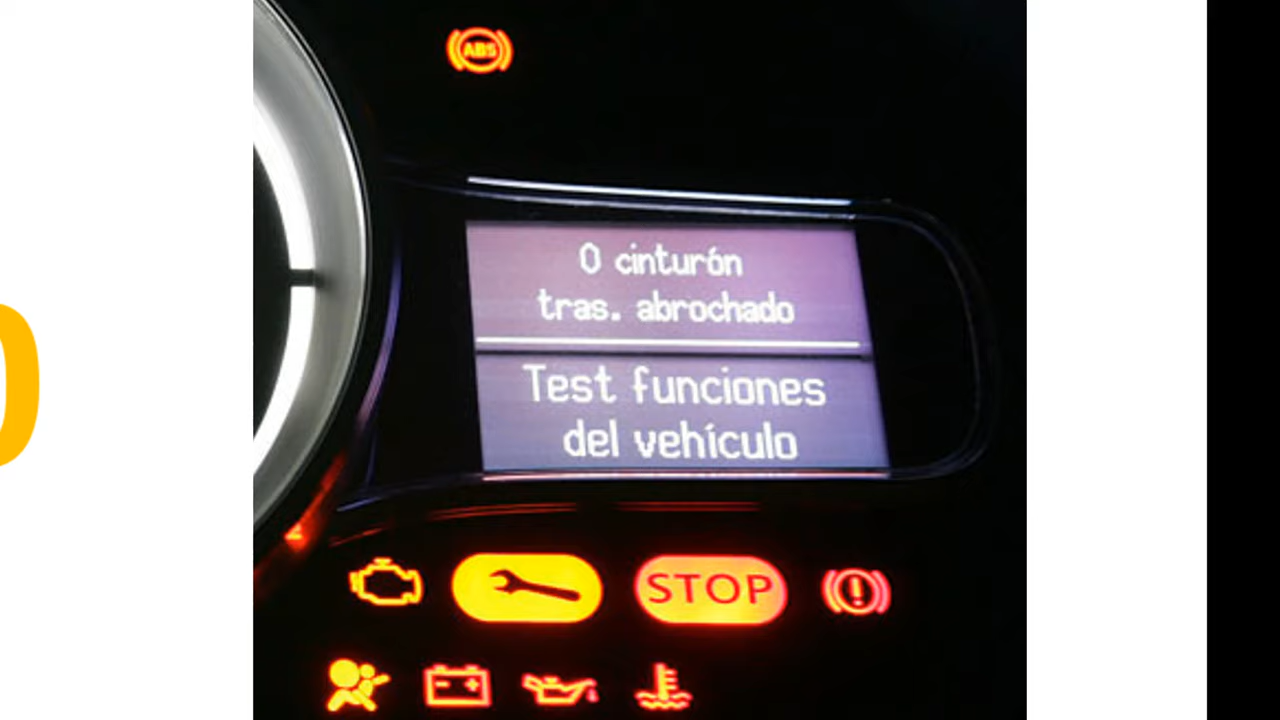 ABS
0 cinturón
tras. abrochado
Test funciones
del vehículo
STOP